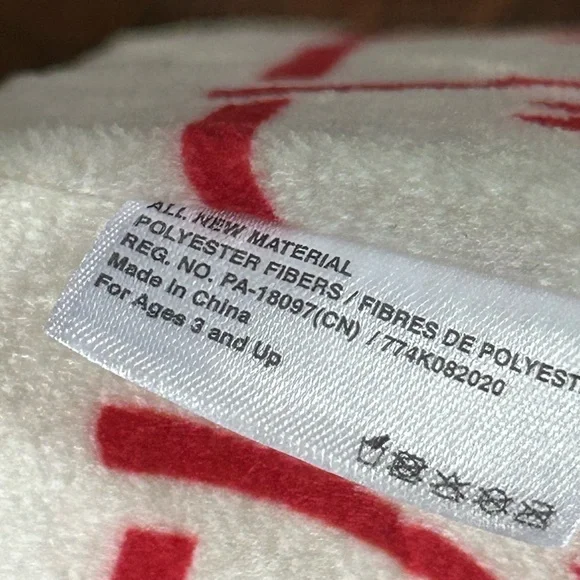 ALL NEW MATERIAL
POLYESTER FIBERS / FIBRES DE POLYEST
REG. NO. PA-18097(CN) / 774K082020
Made in China
For Ages 3 and Up